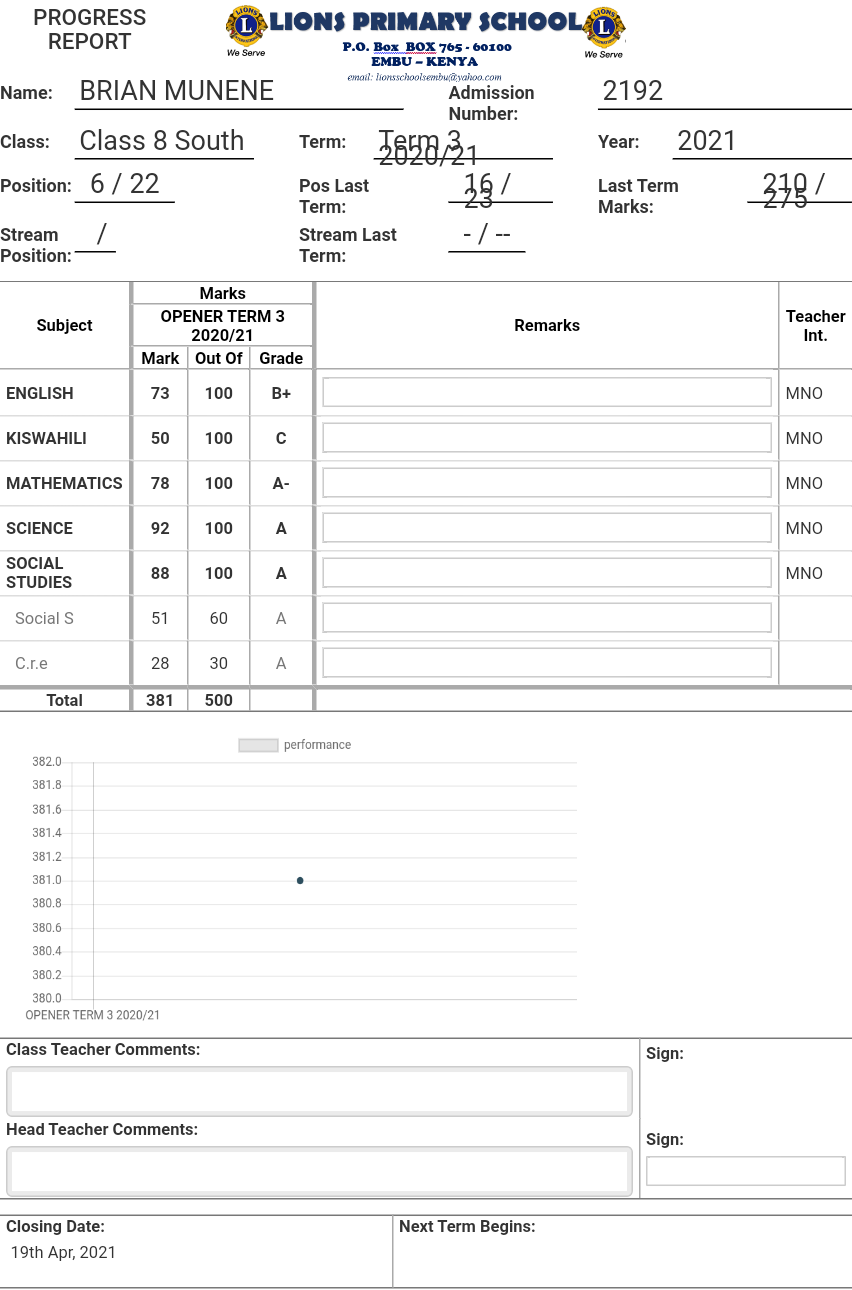 PROGRESS
REPORT
LIONS PRIMARY SCHOOL
We Serve
We Serve
P.O. Box BOX 765 - 60100
EMBU – KENYA
email: lionsschoolsembu@yahoo.com
Name: BRIAN MUNENE Admission Number: 2192
Class: Class 8 South Term: Term 3 2020/21 Year: 2021
Position: 6 / 22 Pos Last Term: 16 / 23 Last Term Marks: 210 / 275
Stream Position: / Stream Last Term: - / --
Subject Marks Remarks Teacher Int.
OPENER TERM 3 2020/21
Mark Out Of Grade
ENGLISH 73 100 B+ MNO
KISWAHILI 50 100 C MNO
MATHEMATICS 78 100 A- MNO
SCIENCE 92 100 A MNO
SOCIAL STUDIES 88 100 A MNO
Social S 51 60 A
C.r.e 28 30 A
Total 381 500
performance
382.0
381.8
381.6
381.4
381.2
381.0
380.8
380.6
380.4
380.2
380.0
OPENER TERM 3 2020/21
Class Teacher Comments: Sign:
Head Teacher Comments: Sign:
Closing Date: Next Term Begins:
19th Apr, 2021